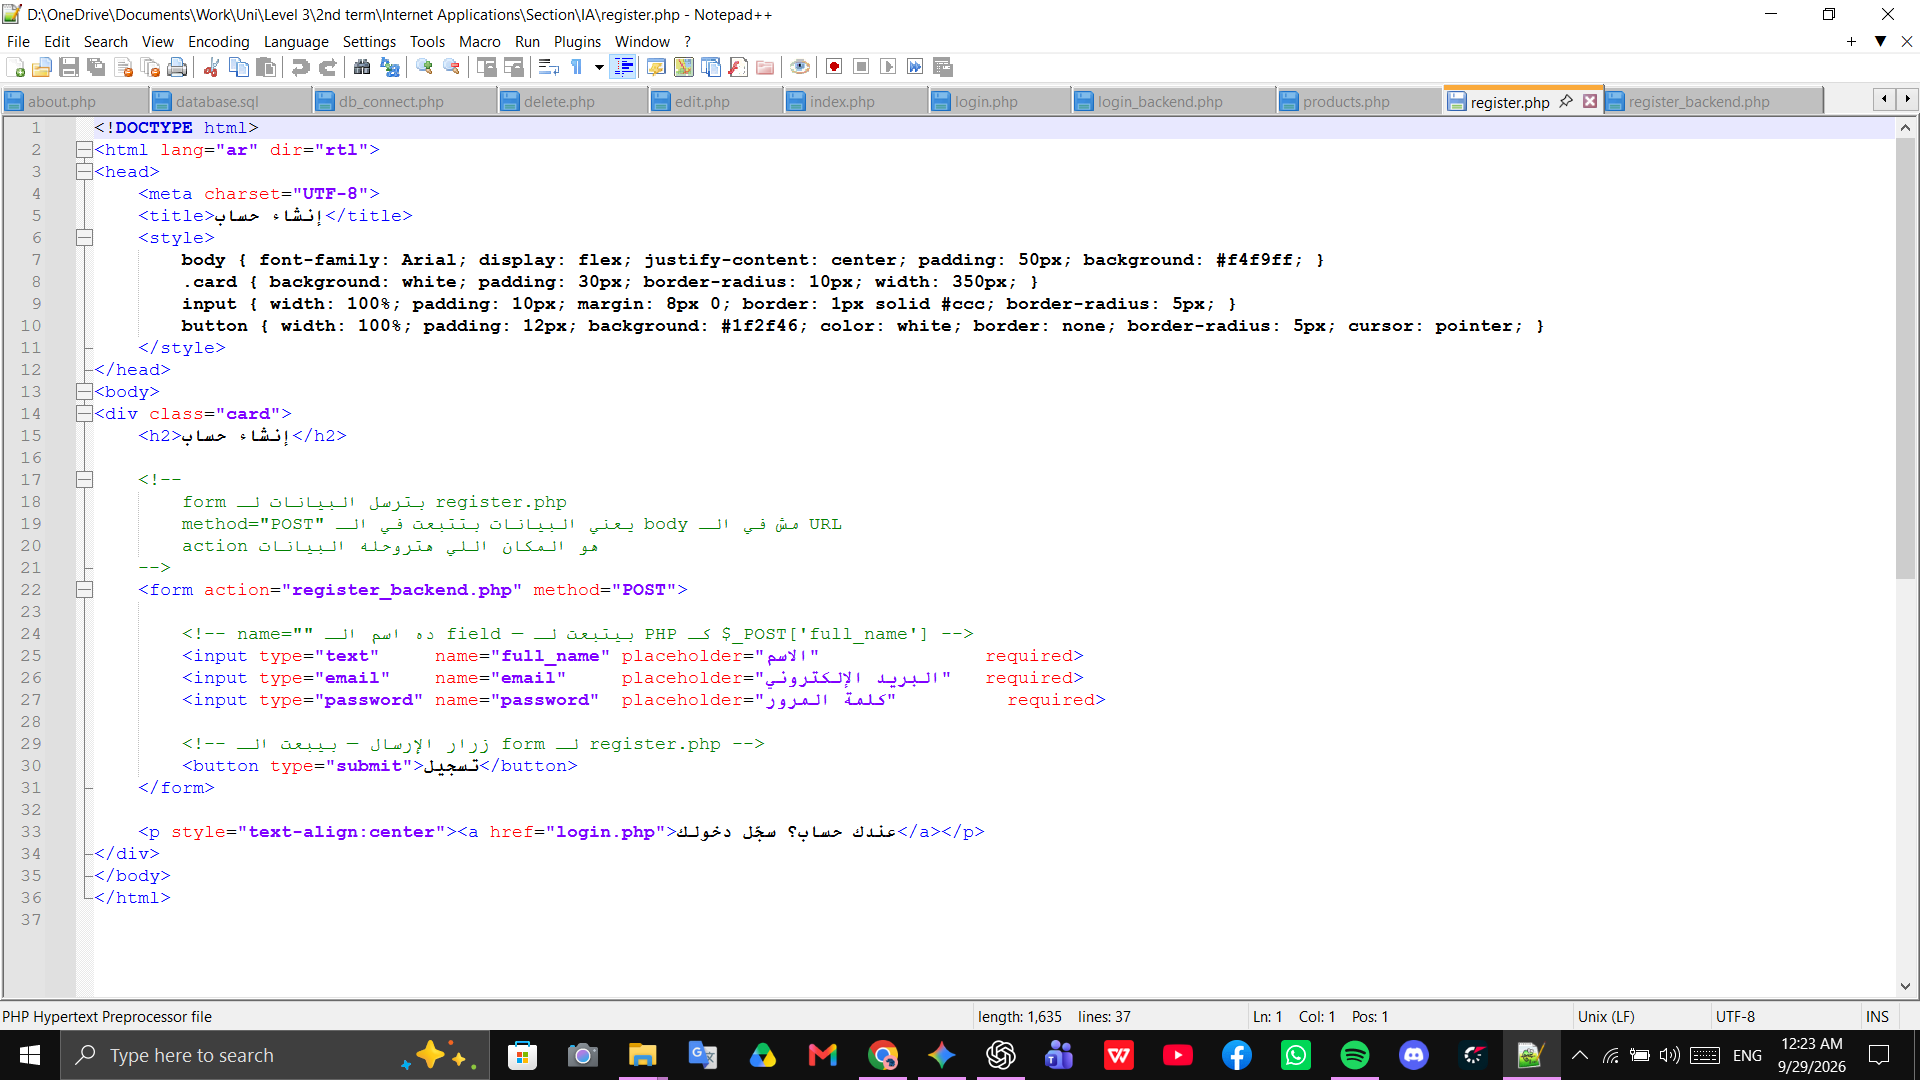 D:\OneDrive\Documents\Work\Uni\Level 3\2nd term\Internet Applications\Section\IA\register.php - Notepad++
File Edit Search View Encoding Language Settings Tools Macro Run Plugins Window ?
about.php database.sql db_connect.php delete.php edit.php index.php login.php login_backend.php products.php register.php register_backend.php
1 <!DOCTYPE html>
2 <html lang="ar" dir="rtl">
3 <head>
4 <meta charset="UTF-8">
5 <title>إنشاء حساب</title>
6 <style>
7 body { font-family: Arial; display: flex; justify-content: center; padding: 50px; background: #f4f9ff; }
8 .card { background: white; padding: 30px; border-radius: 10px; width: 350px; }
9 input { width: 100%; padding: 10px; margin: 8px 0; border: 1px solid #ccc; border-radius: 5px; }
10 button { width: 100%; padding: 12px; background: #1f2f46; color: white; border: none; border-radius: 5px; cursor: pointer; }
11 </style>
12 </head>
13 <body>
14 <div class="card">
15 <h2>إنشاء حساب</h2>
16
17 <!--
18 form بترسل البيانات لـ register.php
19 method="POST" يعني البيانات بتتبعت في الـ body مش في الـ URL
20 action هو المكان اللي هتروحله البيانات
21 -->
22 <form action="register_backend.php" method="POST">
23
24 <!-- name="" ده اسم الـ field — بيتبعت لـ PHP كـ $_POST['full_name'] -->
25 <input type="text" name="full_name" placeholder="الاسم" required>
26 <input type="email" name="email" placeholder="البريد الإلكتروني" required>
27 <input type="password" name="password" placeholder="كلمة المرور" required>
28
29 <!-- زرار الإرسال — بيبعت الـ form لـ register.php -->
30 <button type="submit">تسجيل</button>
31 </form>
32
33 <p style="text-align:center"><a href="login.php">عندك حساب؟ سجّل دخولك</a></p>
34 </div>
35 </body>
36 </html>
37
PHP Hypertext Preprocessor file length: 1,635 lines: 37 Ln: 1 Col: 1 Pos: 1 Unix (LF) UTF-8 INS
Type here to search ENG 12:23 AM
9/29/2026